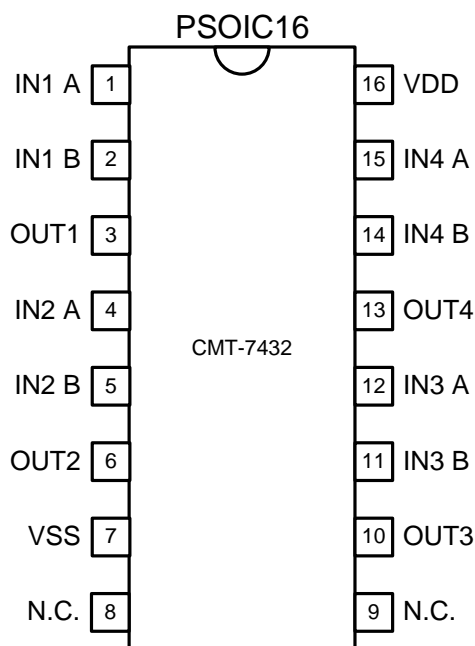 PSOIC16
IN1 A 1 16 VDD
IN1 B 2 15 IN4 A
OUT1 3 14 IN4 B
IN2 A 4 13 OUT4
CMT-7432
IN2 B 5 12 IN3 A
OUT2 6 11 IN3 B
VSS 7 10 OUT3
N.C. 8 9 N.C.